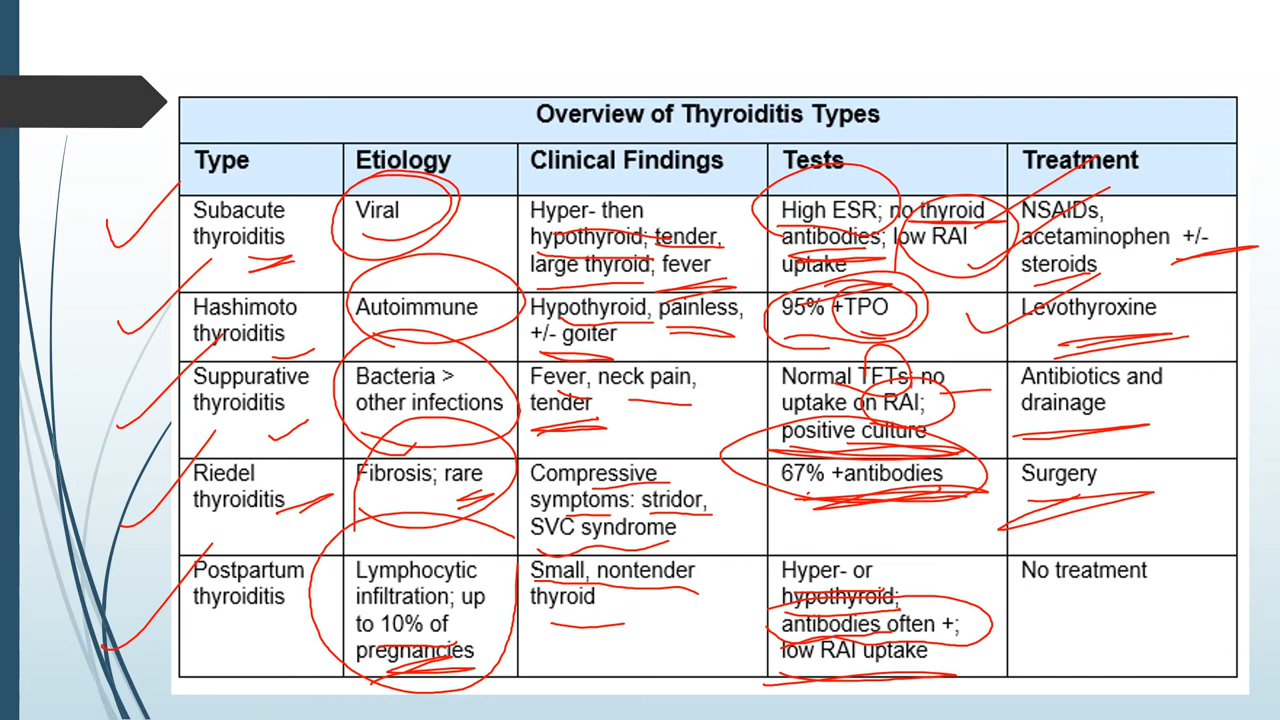 Overview of Thyroiditis Types
Type
Etiology
Clinical Findings
Tests
Treatment
Subacute
thyroiditis
Viral
Hyper- then
hypothyroid; tender,
large thyroid; fever
High ESR; no thyroid
antibodies; low RAI
uptake
NSAIDs,
acetaminophen +/-
steroids
Hashimoto
thyroiditis
Autoimmune
Hypothyroid, painless,
+/- goiter
95% +TPO
Levothyroxine
Suppurative
thyroiditis
Bacteria >
other infections
Fever, neck pain,
tender
Normal TFTs, no
uptake on RAI;
positive culture
Antibiotics and
drainage
Riedel
thyroiditis
Fibrosis; rare
Compressive
symptoms: stridor,
SVC syndrome
67% +antibodies
Surgery
Postpartum
thyroiditis
Lymphocytic
infiltration; up
to 10% of
pregnancies
Small, nontender
thyroid
Hyper- or
hypothyroid;
antibodies often +;
low RAI uptake
No treatment